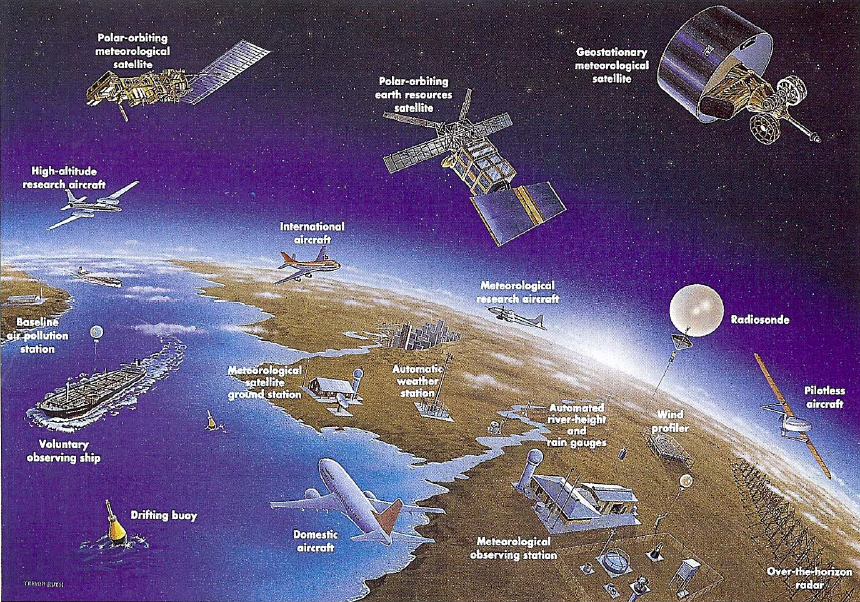 Polar-orbiting
meteorological
satellite
Polar-orbiting
earth resources
satellite
Geostationary
meteorological
satellite
High-altitude
research aircraft
International
aircraft
Meteorological
research aircraft
Radiosonde
Baseline
air pollution
station
Meteorological
satellite
ground station
Automatic
weather
station
Automated
river-height
and
rain gauges
Wind
profiler
Pilotless
aircraft
Voluntary
observing ship
Drifting buoy
Domestic
aircraft
Meteorological
observing station
Over-the-horizon
radar